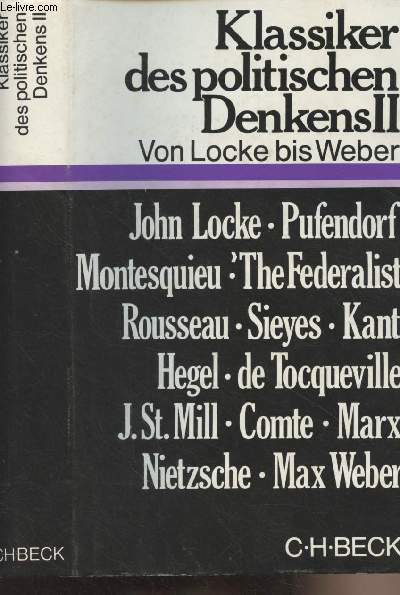 Le-livre.com
Klassiker
des politischen
Denkens II
Klassiker
des politischen
Denkens II
Von Locke bis Weber
John Locke · Pufendorf
Montesquieu · 'The Federalist
Rousseau · Sieyes · Kant
Hegel · de Tocqueville
J. St. Mill · Comte · Marx
Nietzsche · Max Weber
C·H·BECK
CHBECK